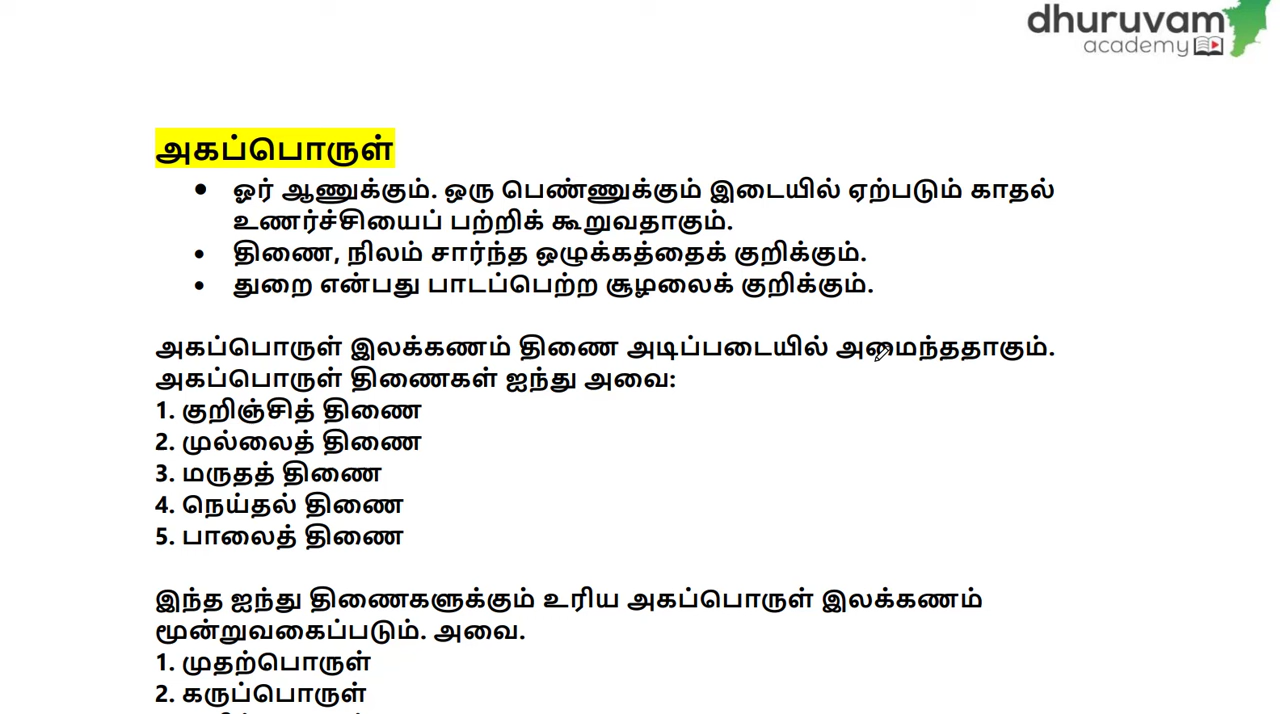 dhuruvam
academy
அகப்பொருள்
• ஓர் ஆணுக்கும். ஒரு பெண்ணுக்கும் இடையில் ஏற்படும் காதல்
உணர்ச்சியைப் பற்றிக் கூறுவதாகும்.
• திணை, நிலம் சார்ந்த ஒழுக்கத்தைக் குறிக்கும்.
• துறை என்பது பாடப்பெற்ற சூழலைக் குறிக்கும்.
அகப்பொருள் இலக்கணம் திணை அடிப்படையில் அமைந்ததாகும்.
அகப்பொருள் திணைகள் ஐந்து அவை:
1. குறிஞ்சித் திணை
2. முல்லைத் திணை
3. மருதத் திணை
4. நெய்தல் திணை
5. பாலைத் திணை
இந்த ஐந்து திணைகளுக்கும் உரிய அகப்பொருள் இலக்கணம்
மூன்றுவகைப்படும். அவை.
1. முதற்பொருள்
2. கருப்பொருள்